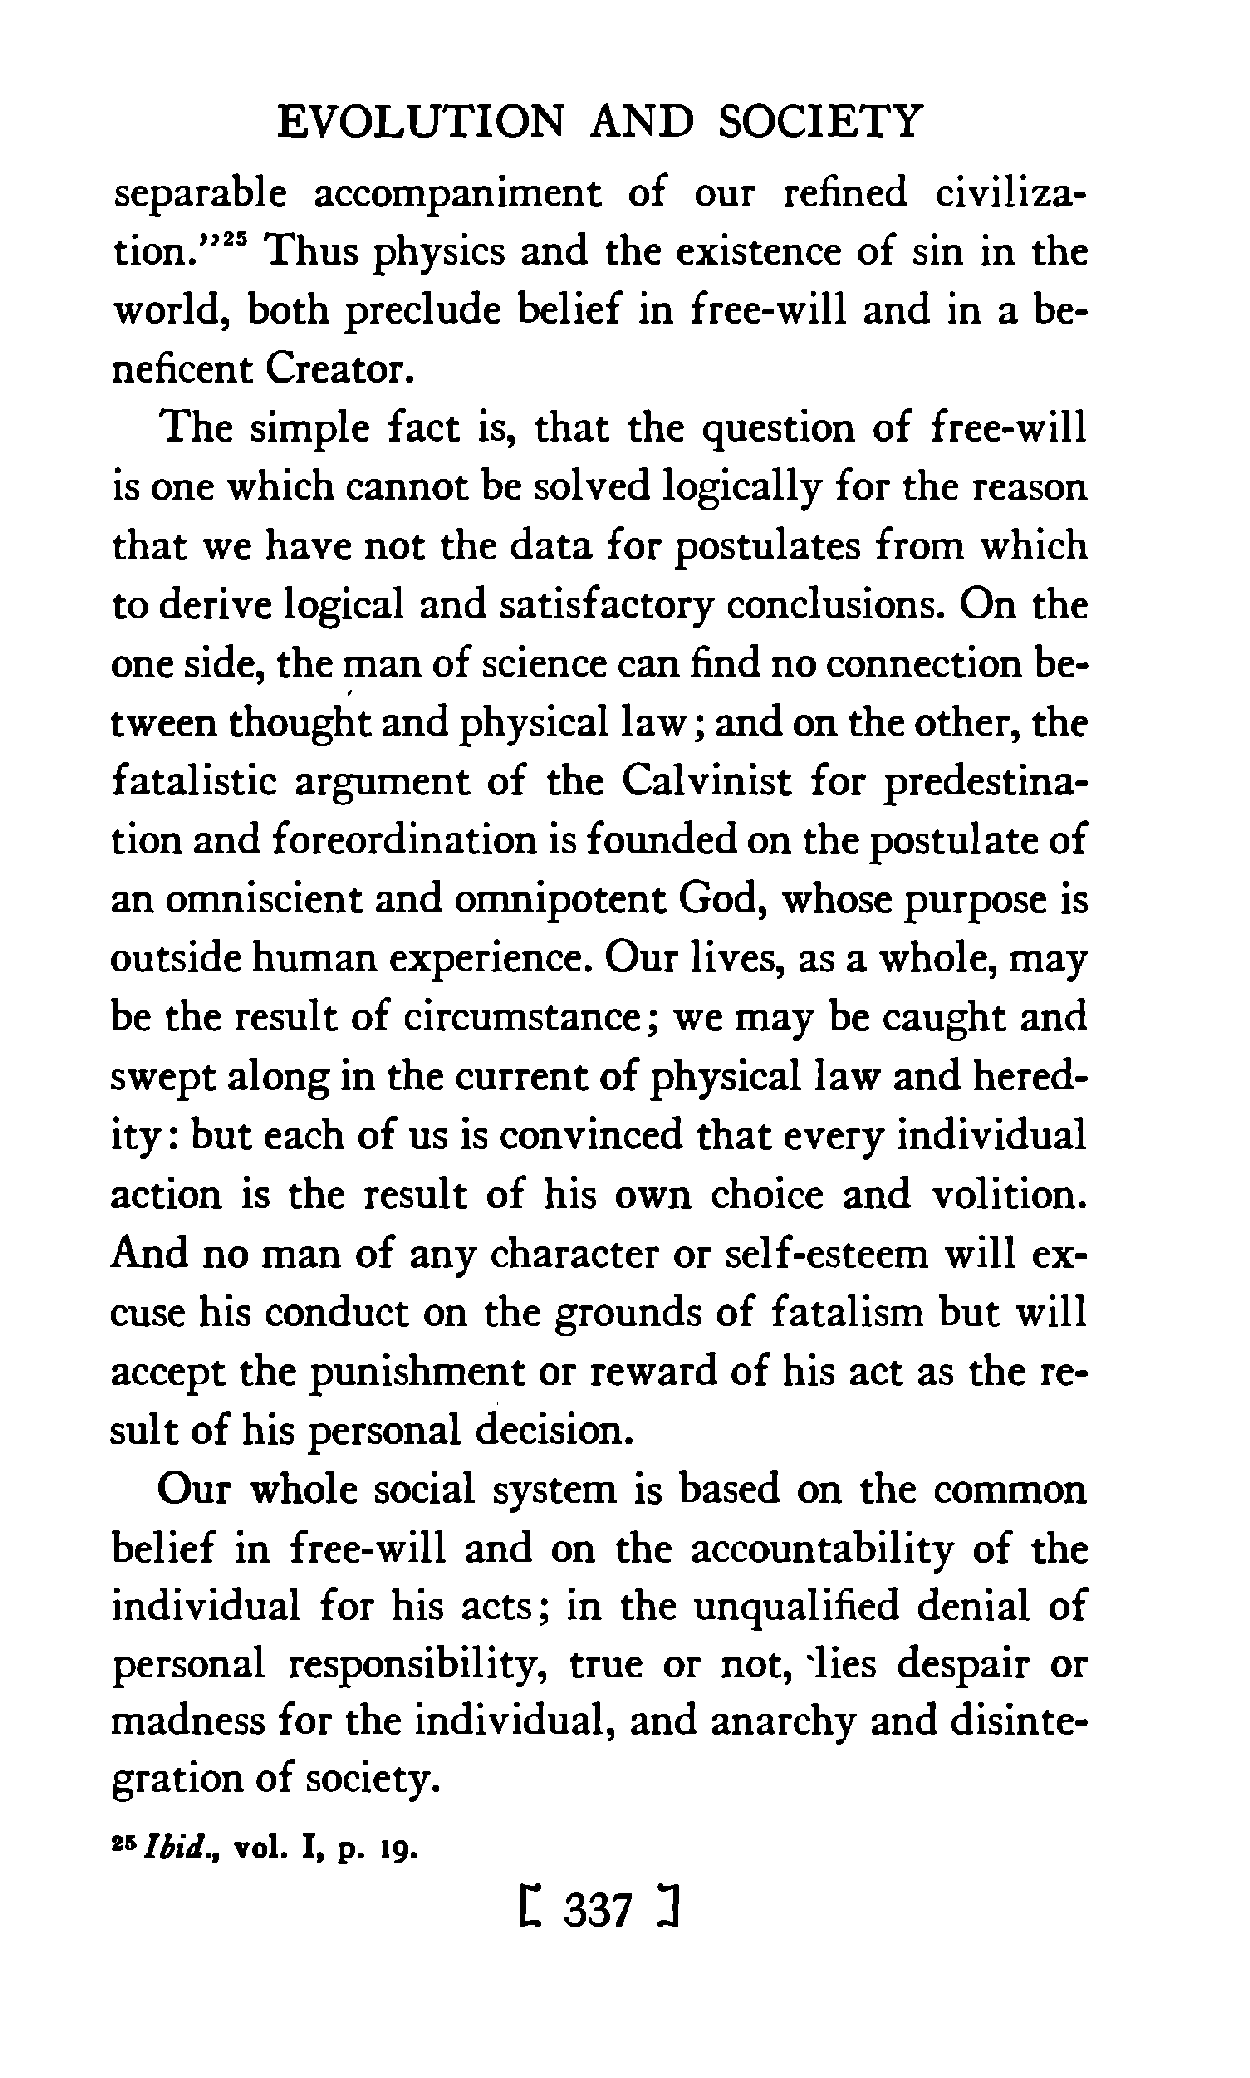 EVOLUTION AND SOCIETY
separable accompaniment of our refined civiliza-
tion."25 Thus physics and the existence of sin in the
world, both preclude belief in free-will and in a be-
neficent Creator.
The simple fact is, that the question of free-will
is one which cannot be solved logically for the reason
that we have not the data for postulates from which
to derive logical and satisfactory conclusions. On the
one side, the man of science can find no connection be-
tween thought and physical law; and on the other, the
fatalistic argument of the Calvinist for predestina-
tion and foreordination is founded on the postulate of
an omniscient and omnipotent God, whose purpose is
outside human experience. Our lives, as a whole, may
be the result of circumstance; we may be caught and
swept along in the current of physical law and hered-
ity: but each of us is convinced that every individual
action is the result of his own choice and volition.
And no man of any character or self-esteem will ex-
cuse his conduct on the grounds of fatalism but will
accept the punishment or reward of his act as the re-
sult of his personal decision.
Our whole social system is based on the common
belief in free-will and on the accountability of the
individual for his acts; in the unqualified denial of
personal responsibility, true or not, lies despair or
madness for the individual, and anarchy and disinte-
gration of society.
25 Ibid., vol. I, p. 19.
[ 337 ]